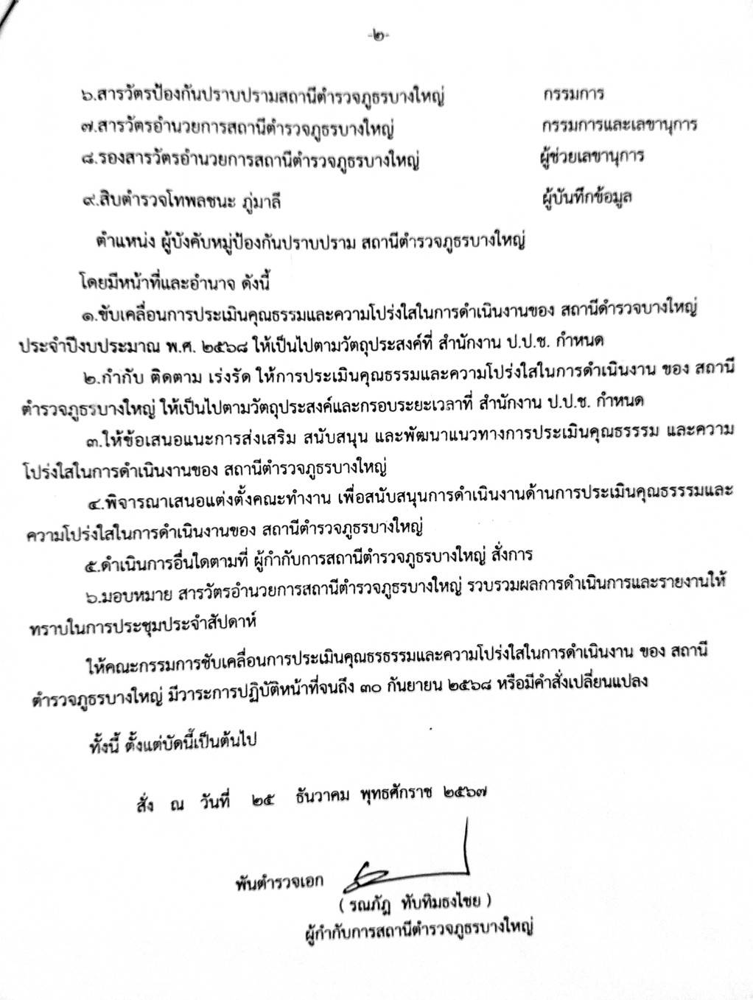 -๒-
๖.สารวัตรป้องกันปราบปรามสถานีตำรวจภูธรบางใหญ่ กรรมการ
๗.สารวัตรอำนวยการสถานีตำรวจภูธรบางใหญ่ กรรมการและเลขานุการ
๘.รองสารวัตรอำนวยการสถานีตำรวจภูธรบางใหญ่ ผู้ช่วยเลขานุการ
๙.สิบตำรวจโทพลชนะ ภู่มาลี ผู้บันทึกข้อมูล
ตำแหน่ง ผู้บังคับหมู่ป้องกันปราบปราม สถานีตำรวจภูธรบางใหญ่
โดยมีหน้าที่และอำนาจ ดังนี้
๑.ขับเคลื่อนการประเมินคุณธรรมและความโปร่งใสในการดำเนินงานของ สถานีตำรวจบางใหญ่
ประจำปีงบประมาณ พ.ศ. ๒๕๖๘ ให้เป็นไปตามวัตถุประสงค์ที่ สำนักงาน ป.ป.ช. กำหนด
๒.กำกับ ติดตาม เร่งรัด ให้การประเมินคุณธรรมและความโปร่งใสในการดำเนินงาน ของ สถานี
ตำรวจภูธรบางใหญ่ ให้เป็นไปตามวัตถุประสงค์และกรอบระยะเวลาที่ สำนักงาน ป.ป.ช. กำหนด
๓.ให้ข้อเสนอแนะการส่งเสริม สนับสนุน และพัฒนาแนวทางการประเมินคุณธรรรม และความ
โปร่งใสในการดำเนินงานของ สถานีตำรวจภูธรบางใหญ่
๔.พิจารณาเสนอแต่งตั้งคณะทำงาน เพื่อสนับสนุนการดำเนินงานด้านการประเมินคุณธรรรมและ
ความโปร่งใสในการดำเนินงานของ สถานีตำรวจภูธรบางใหญ่
๕.ดำเนินการอื่นใดตามที่ ผู้กำกับการสถานีตำรวจภูธรบางใหญ่ สั่งการ
๖.มอบหมาย สารวัตรอำนวยการสถานีตำรวจภูธรบางใหญ่ รวบรวมผลการดำเนินการและรายงานให้
ทราบในการประชุมประจำสัปดาห์
ให้คณะกรรมการขับเคลื่อนการประเมินคุณธรธรรมและความโปร่งใสในการดำเนินงาน ของ สถานี
ตำรวจภูธรบางใหญ่ มีวาระการปฏิบัติหน้าที่จนถึง ๓๐ กันยายน ๒๕๖๘ หรือมีคำสั่งเปลี่ยนแปลง
ทั้งนี้ ตั้งแต่บัดนี้เป็นต้นไป
สั่ง ณ วันที่ ๒๕ ธันวาคม พุทธศักราช ๒๕๖๗
พันตำรวจเอก
( รณภัฎ ทับทิมธงไชย )
ผู้กำกับการสถานีตำรวจภูธรบางใหญ่